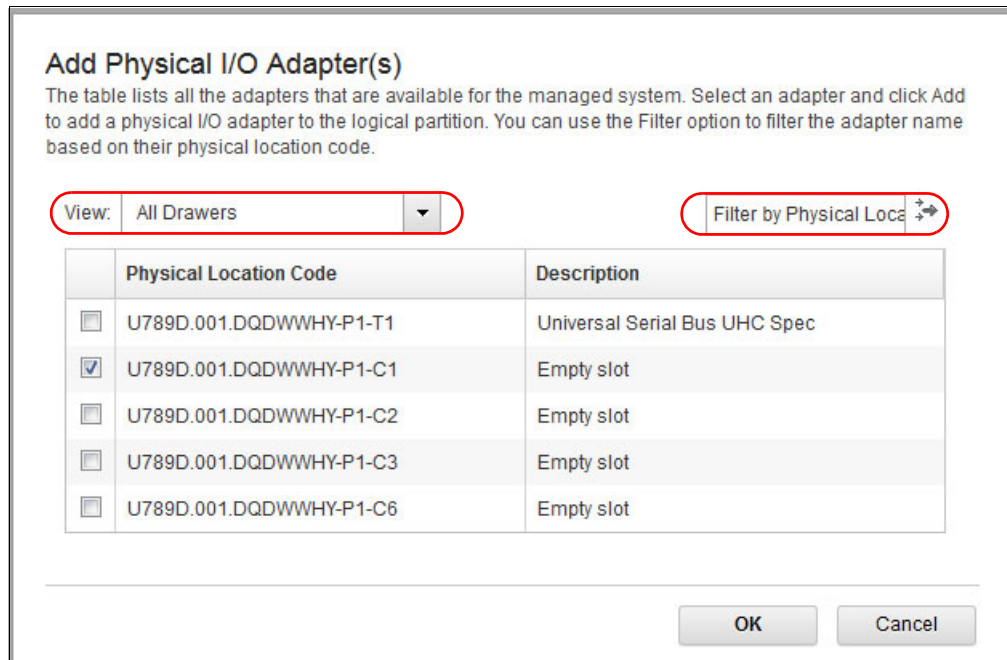 Add Physical I/O Adapter(s)
The table lists all the adapters that are available for the managed system. Select an adapter and click Add
to add a physical I/O adapter to the logical partition. You can use the Filter option to filter the adapter name
based on their physical location code.
View: All Drawers Filter by Physical Loca
Physical Location Code Description
U789D.001.DQDWWHY-P1-T1 Universal Serial Bus UHC Spec
U789D.001.DQDWWHY-P1-C1 Empty slot
U789D.001.DQDWWHY-P1-C2 Empty slot
U789D.001.DQDWWHY-P1-C3 Empty slot
U789D.001.DQDWWHY-P1-C6 Empty slot
OK Cancel